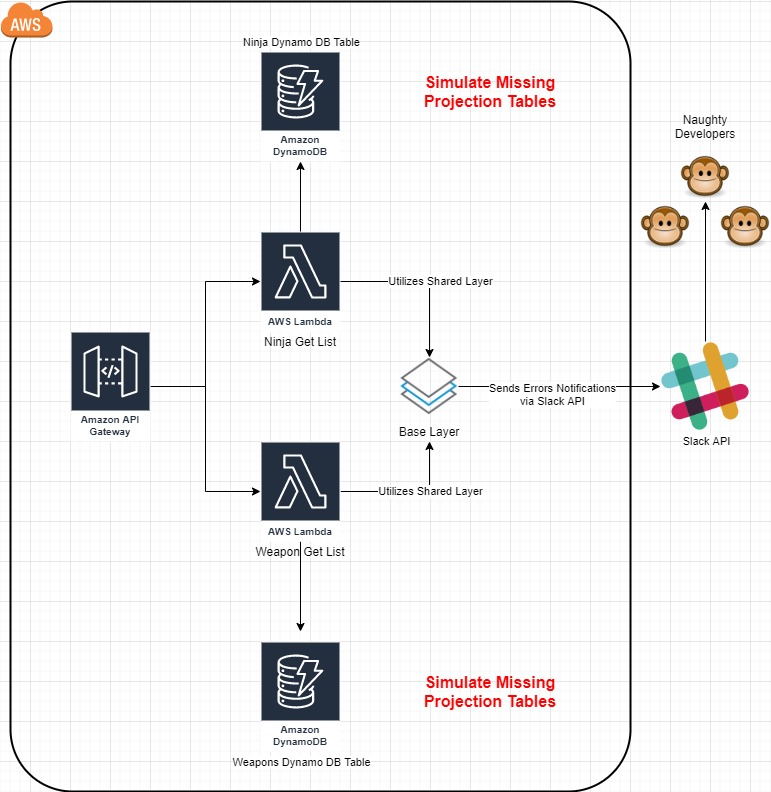 AWS
Ninja Dynamo DB Table
Amazon
DynamoDB
Simulate Missing
Projection Tables
Naughty
Developers
AWS Lambda
Ninja Get List
Utilizes Shared Layer
</>
Amazon API
Gateway
Base Layer
Sends Errors Notifications
via Slack API
Slack API
AWS Lambda
Weapon Get List
Utilizes Shared Layer
Amazon
DynamoDB
Weapons Dynamo DB Table
Simulate Missing
Projection Tables